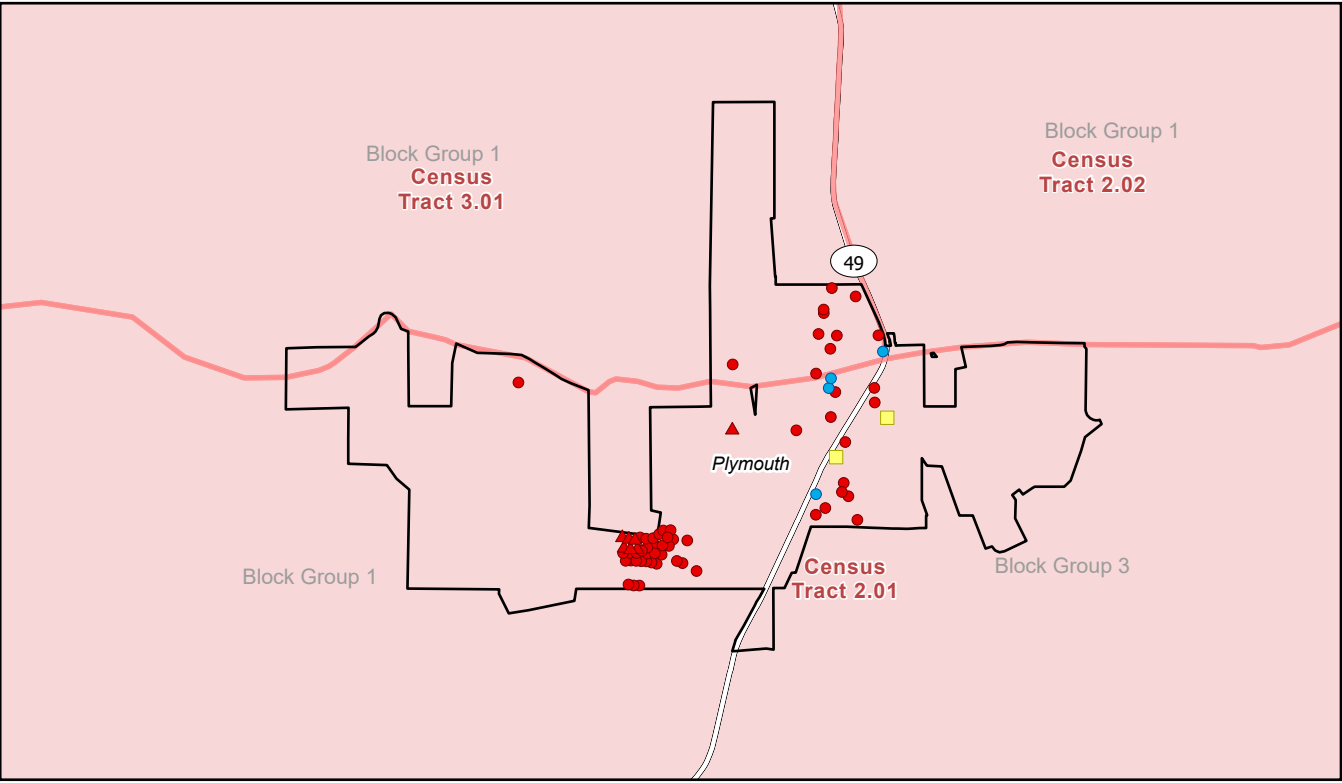 Block Group 1
Census
Tract 2.02
Block Group 1
Census
Tract 3.01
49
Plymouth
Census
Tract 2.01
Block Group 3
Block Group 1